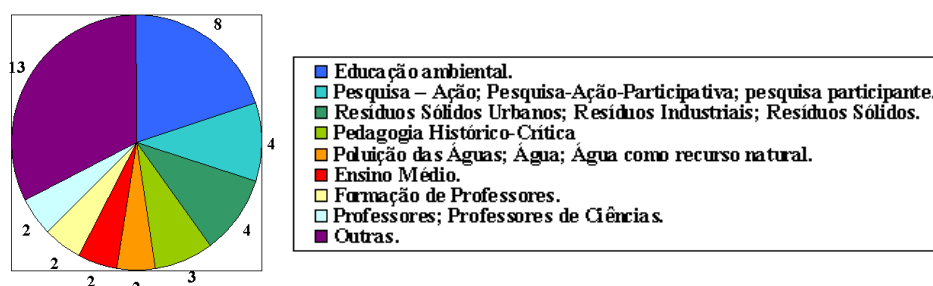 8
13
4
4
3
2
2
2
Educação ambiental.
Pesquisa – Ação; Pesquisa-Ação-Participativa; pesquisa participante.
Resíduos Sólidos Urbanos; Resíduos Industriais; Resíduos Sólidos.
Pedagogia Histórico-Crítica
Poluição das Águas; Água; Água como recurso natural.
Ensino Médio.
Formação de Professores.
Professores; Professores de Ciências.
Outras.